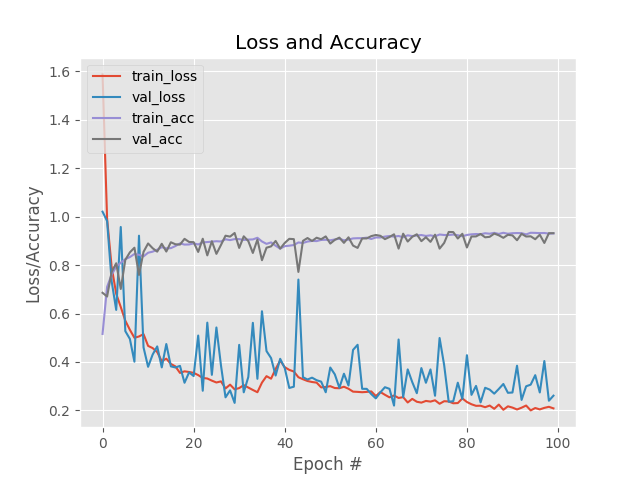 Loss and Accuracy
train_loss
val_loss
train_acc
val_acc
1.6
1.4
1.2
1.0
0.8
0.6
0.4
0.2
Loss/Accuracy
0 20 40 60 80 100
Epoch #